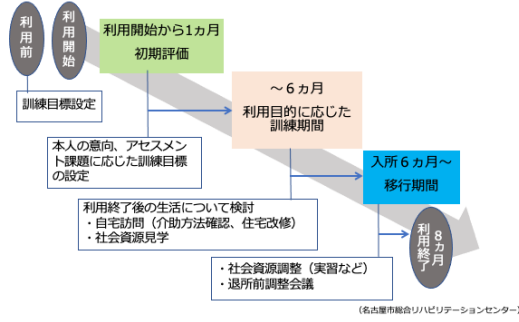 利用前
利用開始
利用開始から1ヵ月
初期評価
訓練目標設定
～６ヵ月
利用目的に応じた
訓練期間
本人の意向、アセスメン
ト課題に応じた訓練目標
の設定
入所６ヵ月～
移行期間
利用終了後の生活について検討
・自宅訪問（介助方法確認、住宅改修）
・社会資源見学
8ヵ月
利用終了
・社会資源調整（実習など）
・退所前調整会議
（名古屋市総合リハビリテーションセンター）